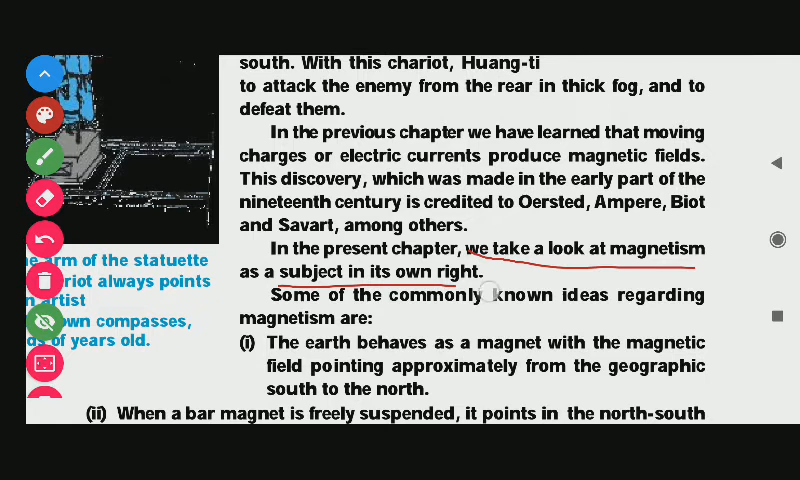 south. With this chariot, Huang-ti
to attack the enemy from the rear in thick fog, and to
defeat them.
In the previous chapter we have learned that moving
charges or electric currents produce magnetic fields.
This discovery, which was made in the early part of the
nineteenth century is credited to Oersted, Ampere, Biot
and Savart, among others.
In the present chapter, we take a look at magnetism
as a subject in its own right.
Some of the commonly known ideas regarding
magnetism are:
(i) The earth behaves as a magnet with the magnetic
field pointing approximately from the geographic
south to the north.
(ii) When a bar magnet is freely suspended, it points in the north-south
arm of the statuette
always points
artist
own compasses,
of years old.